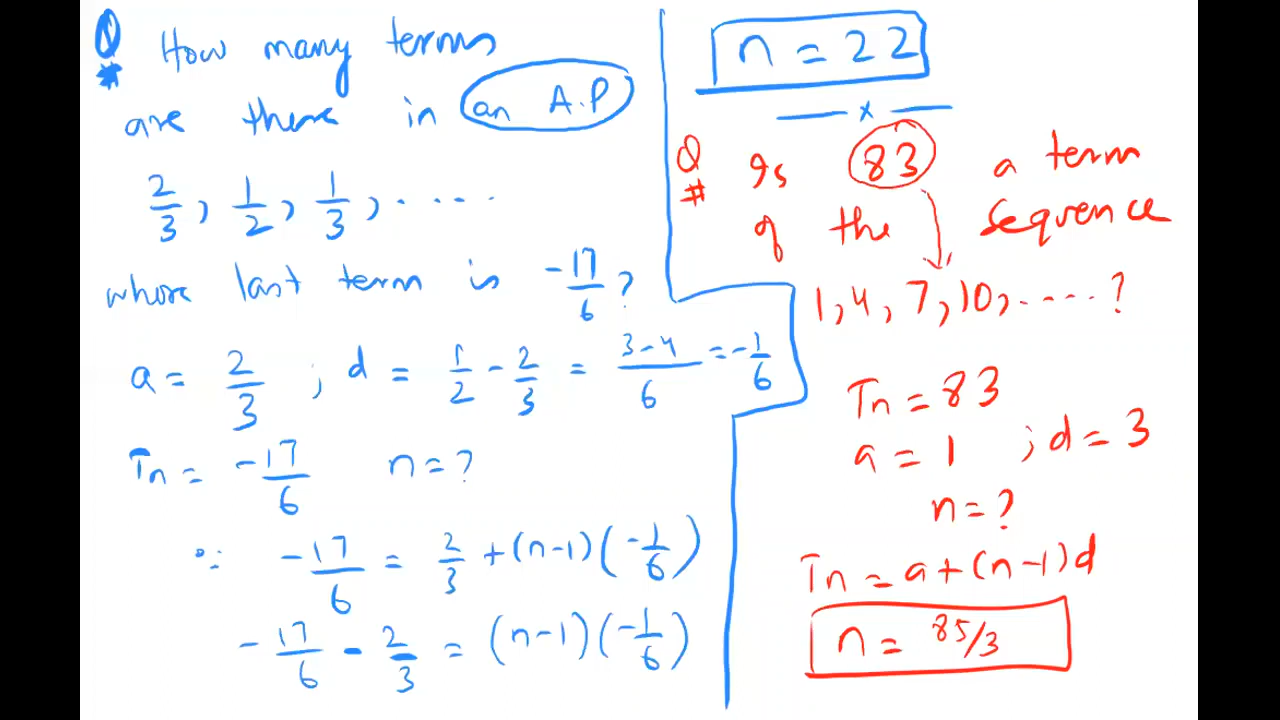 Q
*
How many terms
are there in an A.P
2/3, 1/2, 1/3, .....
whose last term is -17/6?
a = 2/3 ; d = 1/2 - 2/3 = 3-4/6 = -1/6
Tn = -17/6 n = ?
∵ -17/6 = 2/3 + (n-1)(-1/6)
-17/6 - 2/3 = (n-1)(-1/6)
n = 22
x
Q
#
Is 83 a term
of the sequence
1, 4, 7, 10, .....?
Tn = 83
a = 1 ; d = 3
n = ?
Tn = a + (n-1)d
n = 85/3